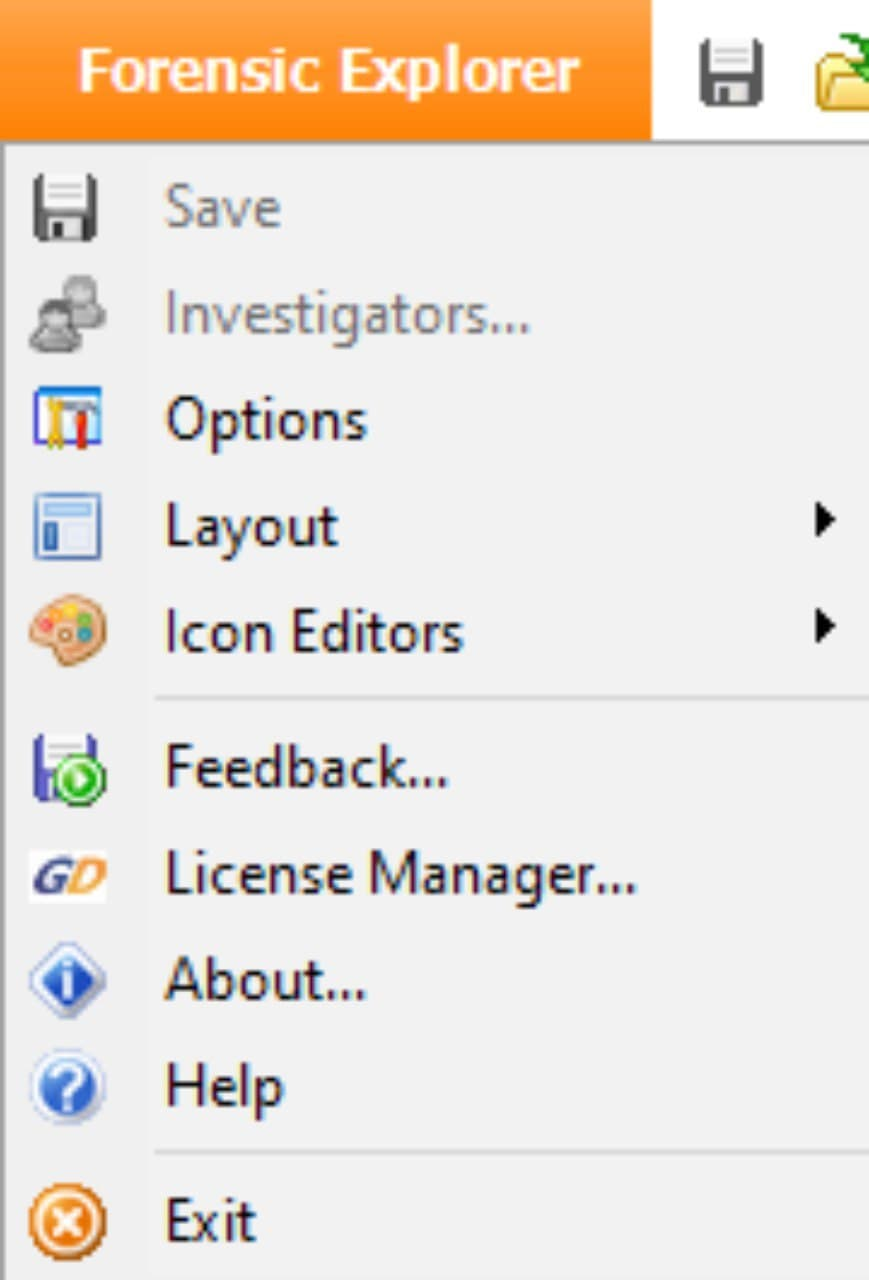 Forensic Explorer
Save
Investigators...
Options
Layout
Icon Editors
Feedback...
GD
License Manager...
About...
Help
Exit